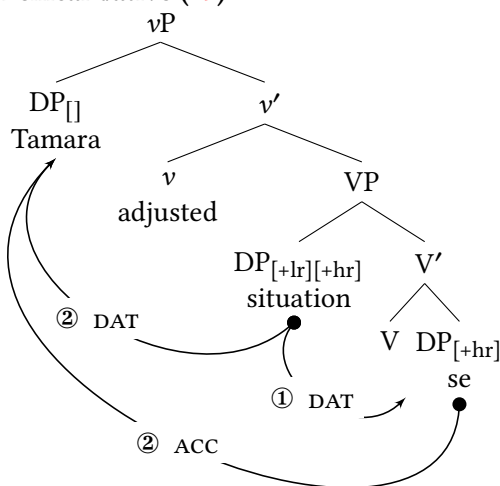 vP
DP[] v′
Tamara
v VP
adjusted
DP[+lr][+hr] V′
situation
② DAT V DP[+hr]
se
① DAT
② ACC